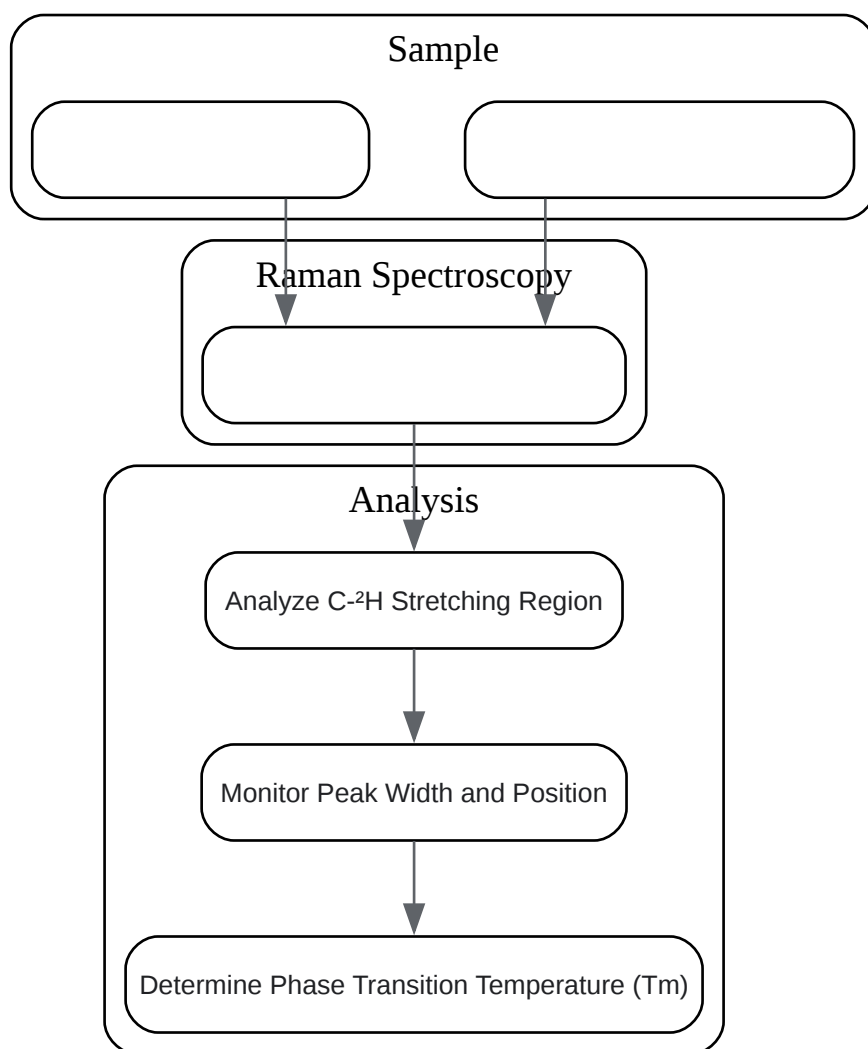 Sample
Raman Spectroscopy
Analysis
Analyze C-²H Stretching Region
Monitor Peak Width and Position
Determine Phase Transition Temperature (Tm)